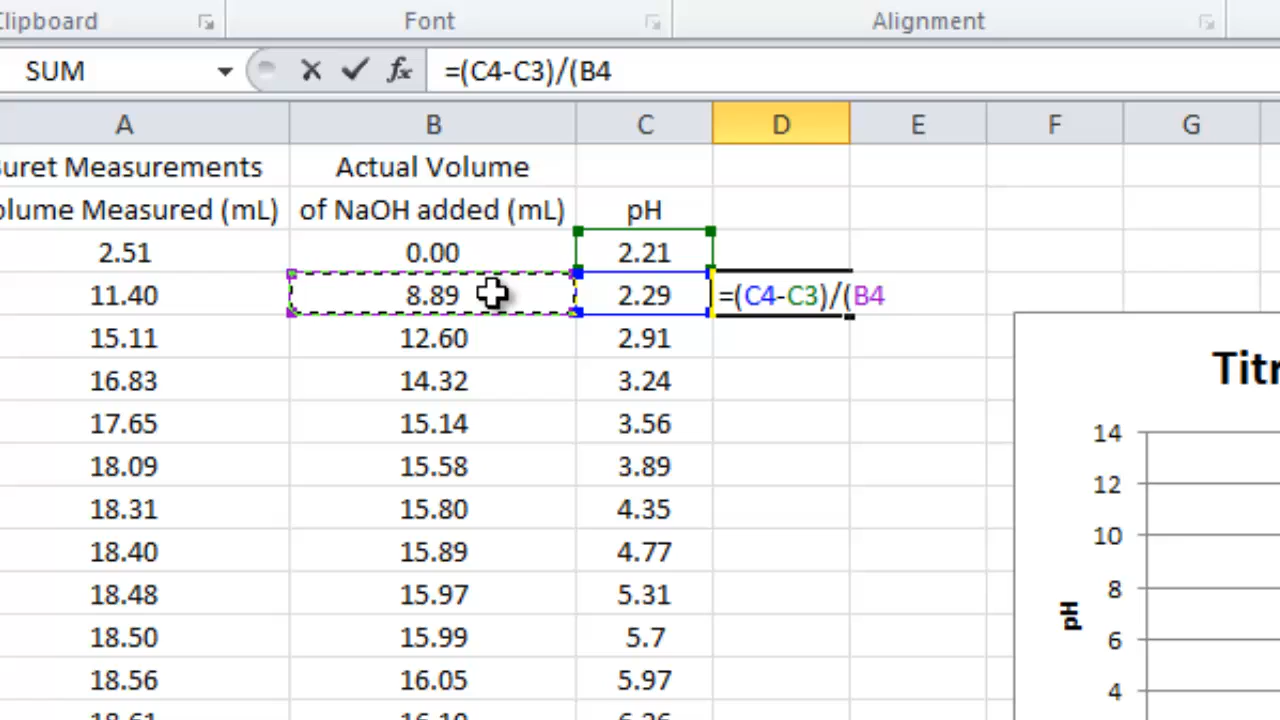 Clipboard Font Alignment
SUM fx =(C4-C3)/(B4
A B C D E F G
Buret Measurements Actual Volume
Volume Measured (mL) of NaOH added (mL) pH
2.51 0.00 2.21
11.40 8.89 2.29 =(C4-C3)/(B4
15.11 12.60 2.91
16.83 14.32 3.24
Titr
17.65 15.14 3.56
14
18.09 15.58 3.89
12
18.31 15.80 4.35
10
18.40 15.89 4.77
8
18.48 15.97 5.31
pH
18.50 15.99 5.7
6
18.56 16.05 5.97
4